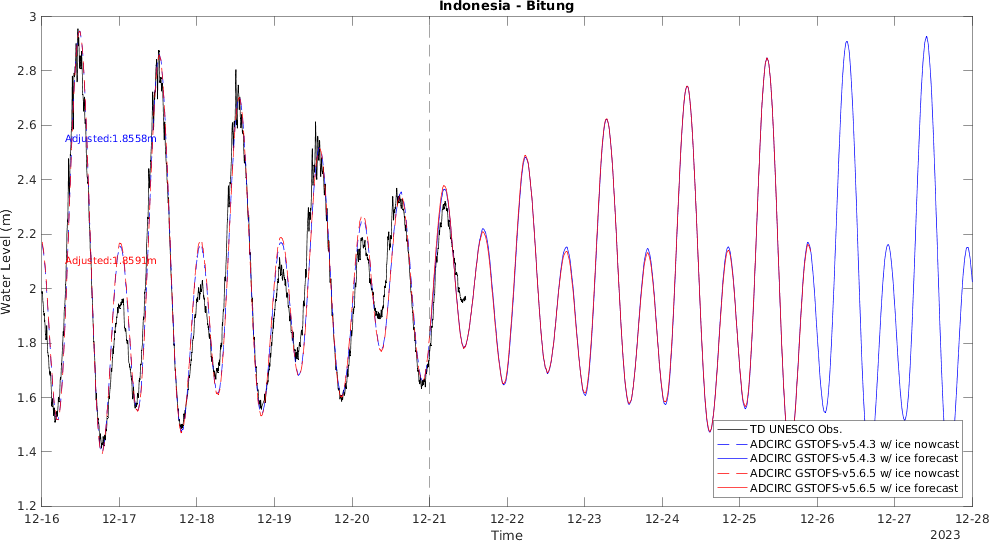 Indonesia - Bitung
3
2.8
2.6
2.4
2.2
2
1.8
1.6
1.4
1.2
Water Level (m)
Adjusted:1.8558m
Adjusted:1.8591m
TD UNESCO Obs.
ADCIRC GSTOFS-v5.4.3 w/ ice nowcast
ADCIRC GSTOFS-v5.4.3 w/ ice forecast
ADCIRC GSTOFS-v5.6.5 w/ ice nowcast
ADCIRC GSTOFS-v5.6.5 w/ ice forecast
12-16 12-17 12-18 12-19 12-20 12-21 12-22 12-23 12-24 12-25 12-26 12-27 12-28
Time
2023